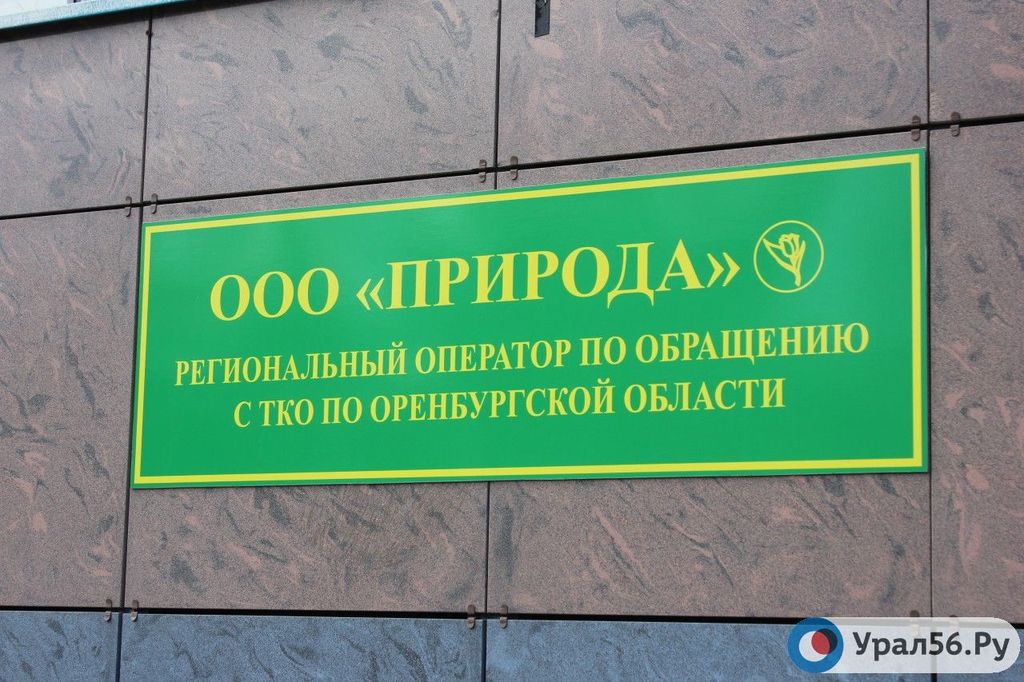 ООО «ПРИРОДА»
РЕГИОНАЛЬНЫЙ ОПЕРАТОР ПО ОБРАЩЕНИЮ
С ТКО ПО ОРЕНБУРГСКОЙ ОБЛАСТИ
Урал56.Ру